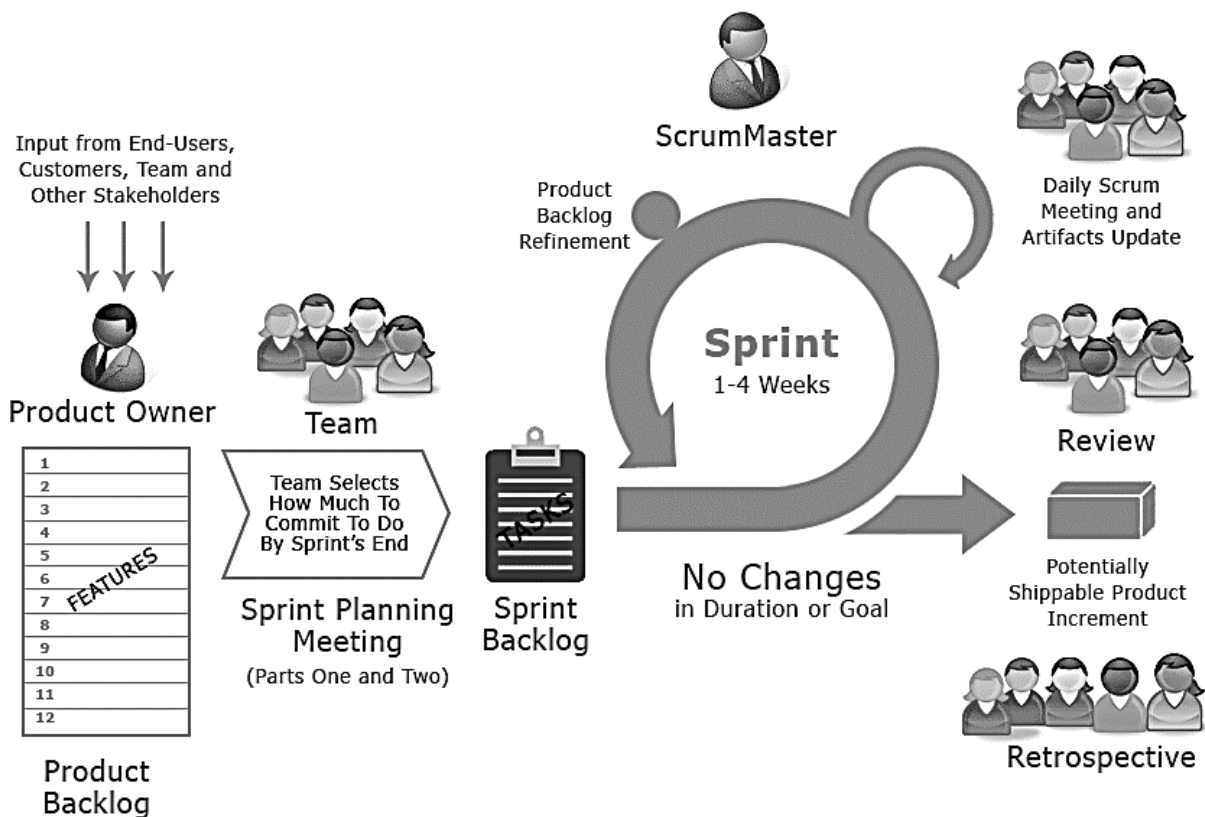 Input from End-Users,
Customers, Team and
Other Stakeholders
Product Owner
1
2
3
4
5
6
7
8
9
10
11
12
FEATURES
Product
Backlog
Team
Team Selects
How Much To
Commit To Do
By Sprint's End
Sprint Planning
Meeting
(Parts One and Two)
TASKS
Sprint
Backlog
ScrumMaster
Product
Backlog
Refinement
Sprint
1-4 Weeks
No Changes
in Duration or Goal
Daily Scrum
Meeting and
Artifacts Update
Review
Potentially
Shippable Product
Increment
Retrospective